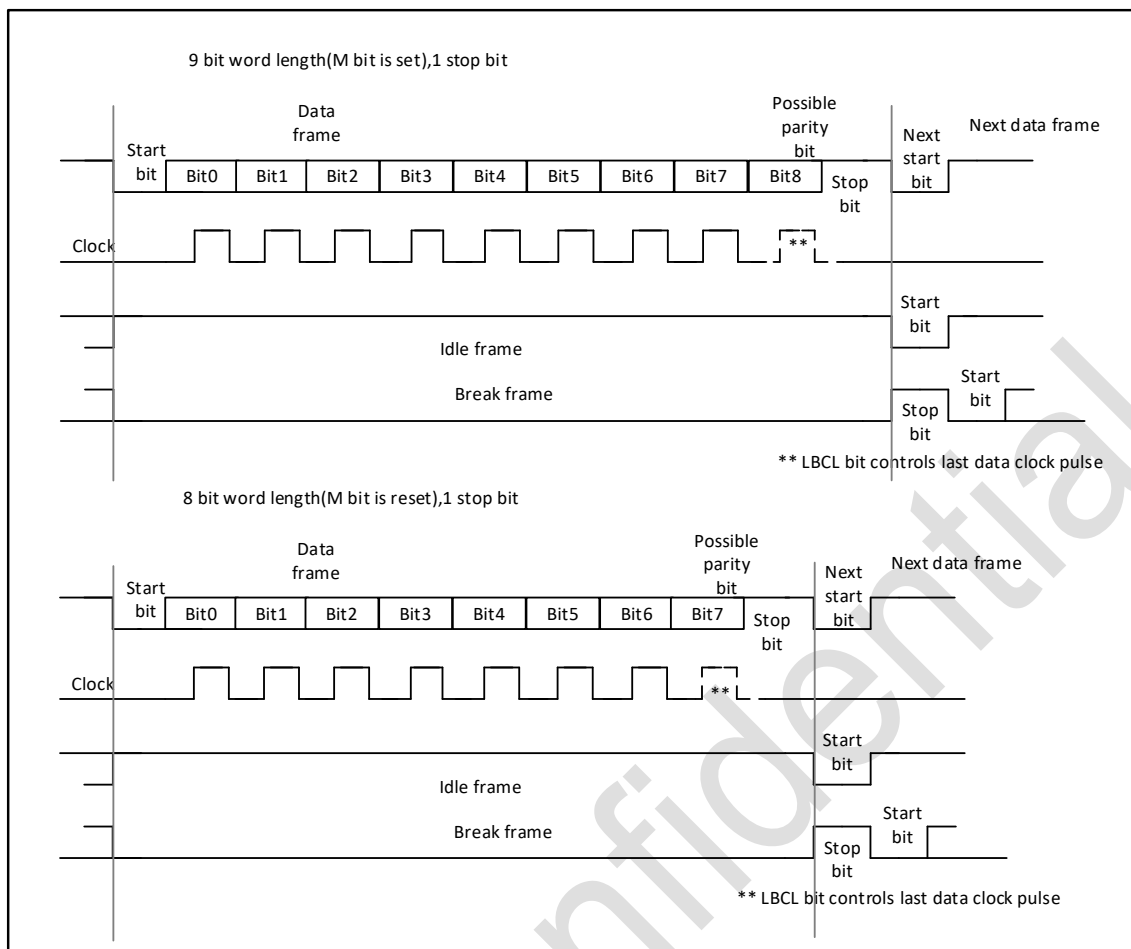 9 bit word length(M bit is set),1 stop bit
Data
frame
Possible
parity
bit
Next data frame
Start
bit
Bit0
Bit1
Bit2
Bit3
Bit4
Bit5
Bit6
Bit7
Bit8
Stop
bit
Next
start
bit
Clock
**
Start
bit
Idle frame
Break frame
Stop
bit
Start
bit
** LBCL bit controls last data clock pulse
8 bit word length(M bit is reset),1 stop bit
Data
frame
Possible
parity
bit
Next data frame
Start
bit
Bit0
Bit1
Bit2
Bit3
Bit4
Bit5
Bit6
Bit7
Stop
bit
Next
start
bit
Clock
**
Start
bit
Idle frame
Break frame
Stop
bit
Start
bit
** LBCL bit controls last data clock pulse
nfidential